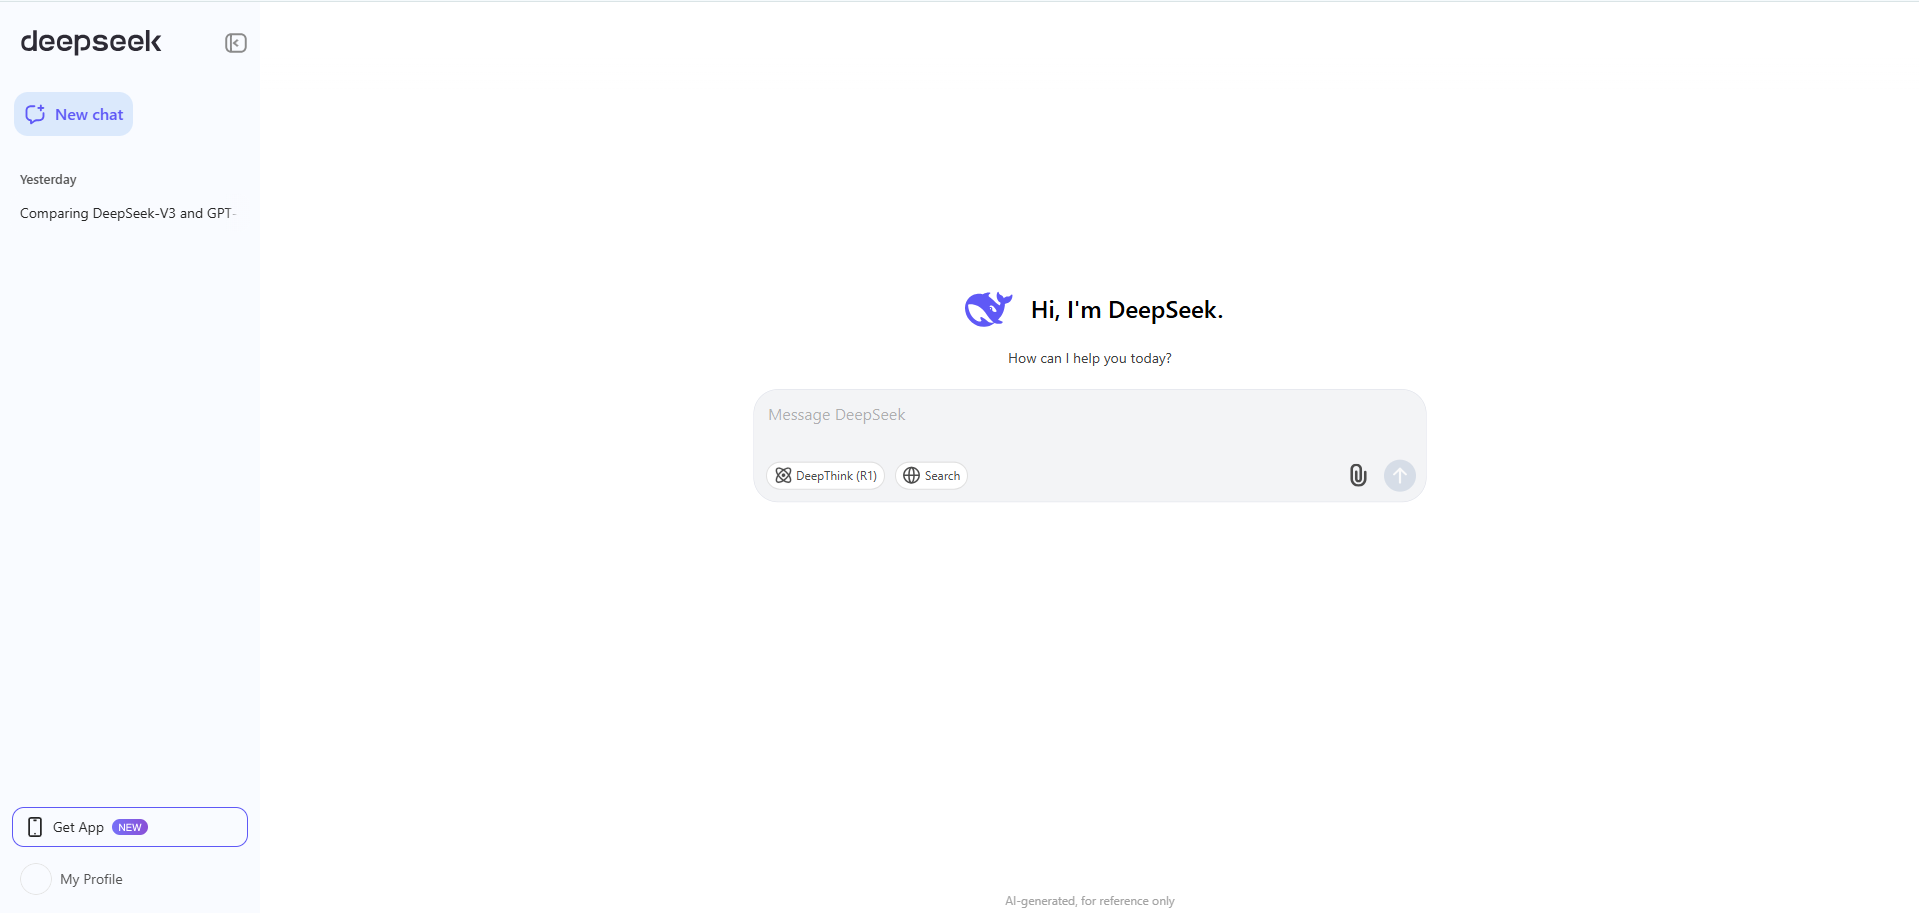 deepseek
New chat
Yesterday
Comparing DeepSeek-V3 and GPT-
Hi, I'm DeepSeek.
How can I help you today?
Message DeepSeek
DeepThink (R1)
Search
Get App NEW
My Profile
AI-generated, for reference only